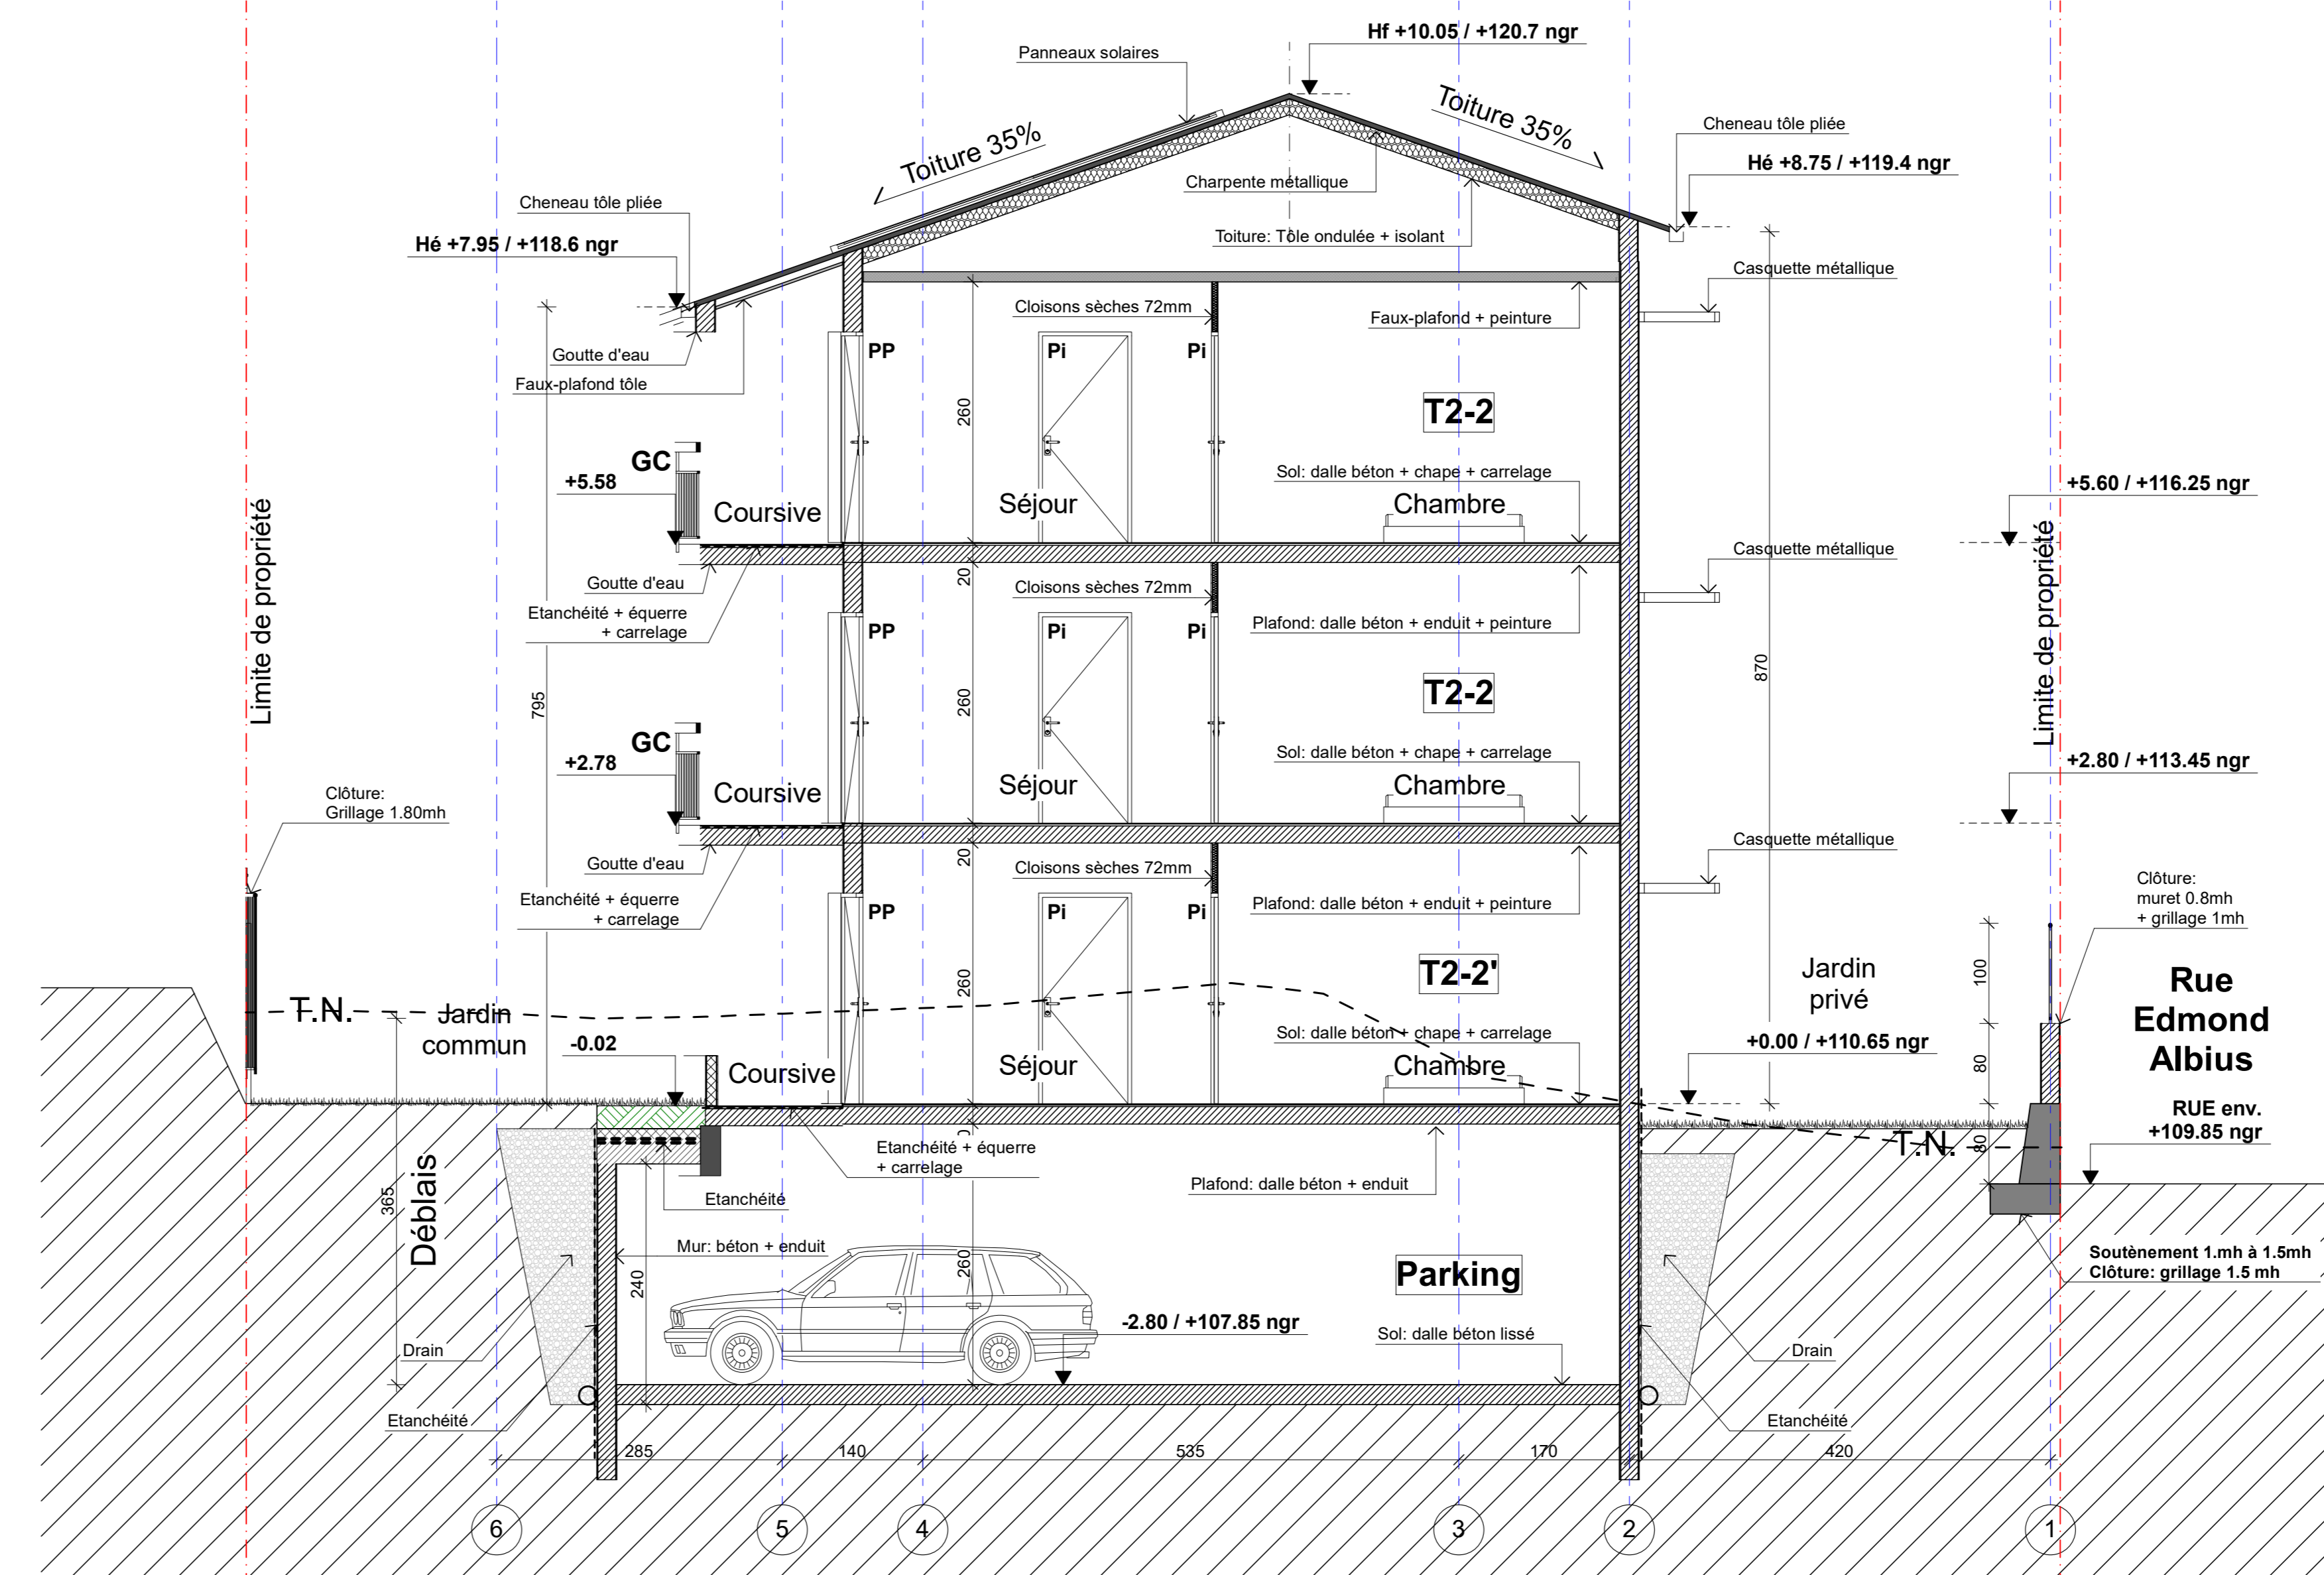 Hf +10.05 / +120.7 ngr
Panneaux solaires
Toiture 35%
Toiture 35%
Cheneau tôle pliée
Hé +8.75 / +119.4 ngr
Charpente métallique
Cheneau tôle pliée
Hé +7.95 / +118.6 ngr
Toiture: Tôle ondulée + isolant
Casquette métallique
Cloisons sèches 72mm
Faux-plafond + peinture
Goutte d'eau
Faux-plafond tôle
PP
Pi
Pi
260
T2-2
GC
+5.58
Coursive
Séjour
Sol: dalle béton + chape + carrelage
Chambre
+5.60 / +116.25 ngr
Limite de propriété
Limite de propriété
Casquette métallique
Goutte d'eau
20
Cloisons sèches 72mm
Etanchéité + équerre
+ carrelage
PP
Pi
Pi
Plafond: dalle béton + enduit + peinture
795
870
260
T2-2
GC
+2.78
Coursive
Séjour
Sol: dalle béton + chape + carrelage
Chambre
+2.80 / +113.45 ngr
Clôture:
Grillage 1.80mh
Casquette métallique
Goutte d'eau
20
Cloisons sèches 72mm
Etanchéité + équerre
+ carrelage
PP
Pi
Pi
Plafond: dalle béton + enduit + peinture
Clôture:
muret 0.8mh
+ grillage 1mh
260
T2-2'
Jardin
privé
100
Rue
Edmond
Albius
T.N.
Jardin
commun
-0.02
Coursive
Séjour
Sol: dalle béton + chape + carrelage
Chambre
+0.00 / +110.65 ngr
80
RUE env.
+109.85 ngr
T.N.
80
Etanchéité + équerre
+ carrelage
Etanchéité
Plafond: dalle béton + enduit
365
Déblais
Mur: béton + enduit
240
260
Parking
Soutènement 1.mh à 1.5mh
Clôture: grillage 1.5 mh
-2.80 / +107.85 ngr
Sol: dalle béton lissé
Drain
Drain
Etanchéité
Etanchéité
285
140
535
170
420
6
5
4
3
2
1